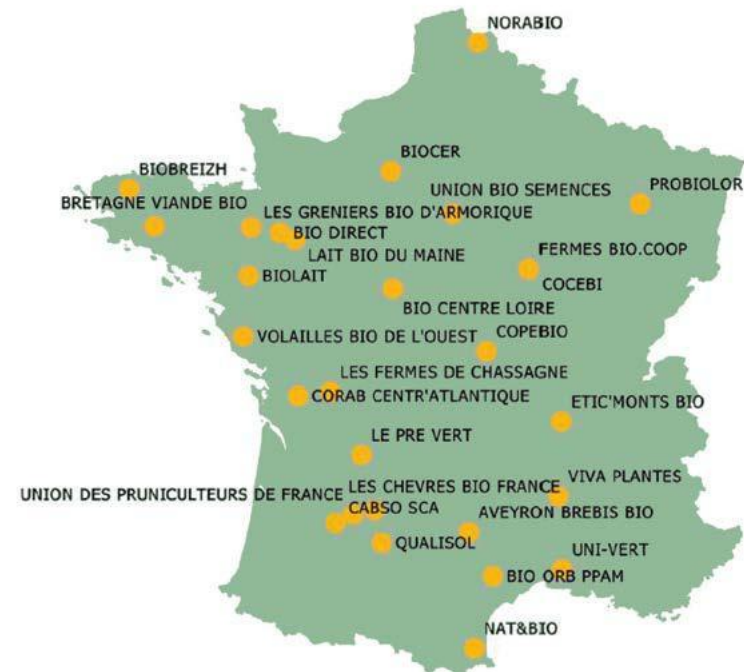 NORABIO
BIOCER
BIOBREIZH
UNION BIO SEMENCES
PROBIOLOR
BRETAGNE VIANDE BIO
LES GRENIERS BIO D'ARMORIQUE
BIO DIRECT
LAIT BIO DU MAINE
FERMES BIO.COOP
BIOLAIT
COCEBI
BIO CENTRE LOIRE
VOLAILLES BIO DE L'OUEST
COPEBIO
LES FERMES DE CHASSAGNE
CORAB CENTR'ATLANTIQUE
ETIC'MONTS BIO
LE PRE VERT
VIVA PLANTES
LES CHEVRES BIO FRANCE
UNION DES PRUNICULTEURS DE FRANCE
CABSO SCA
AVEYRON BREBIS BIO
QUALISOL
UNI-VERT
BIO ORB PPAM
NAT&BIO